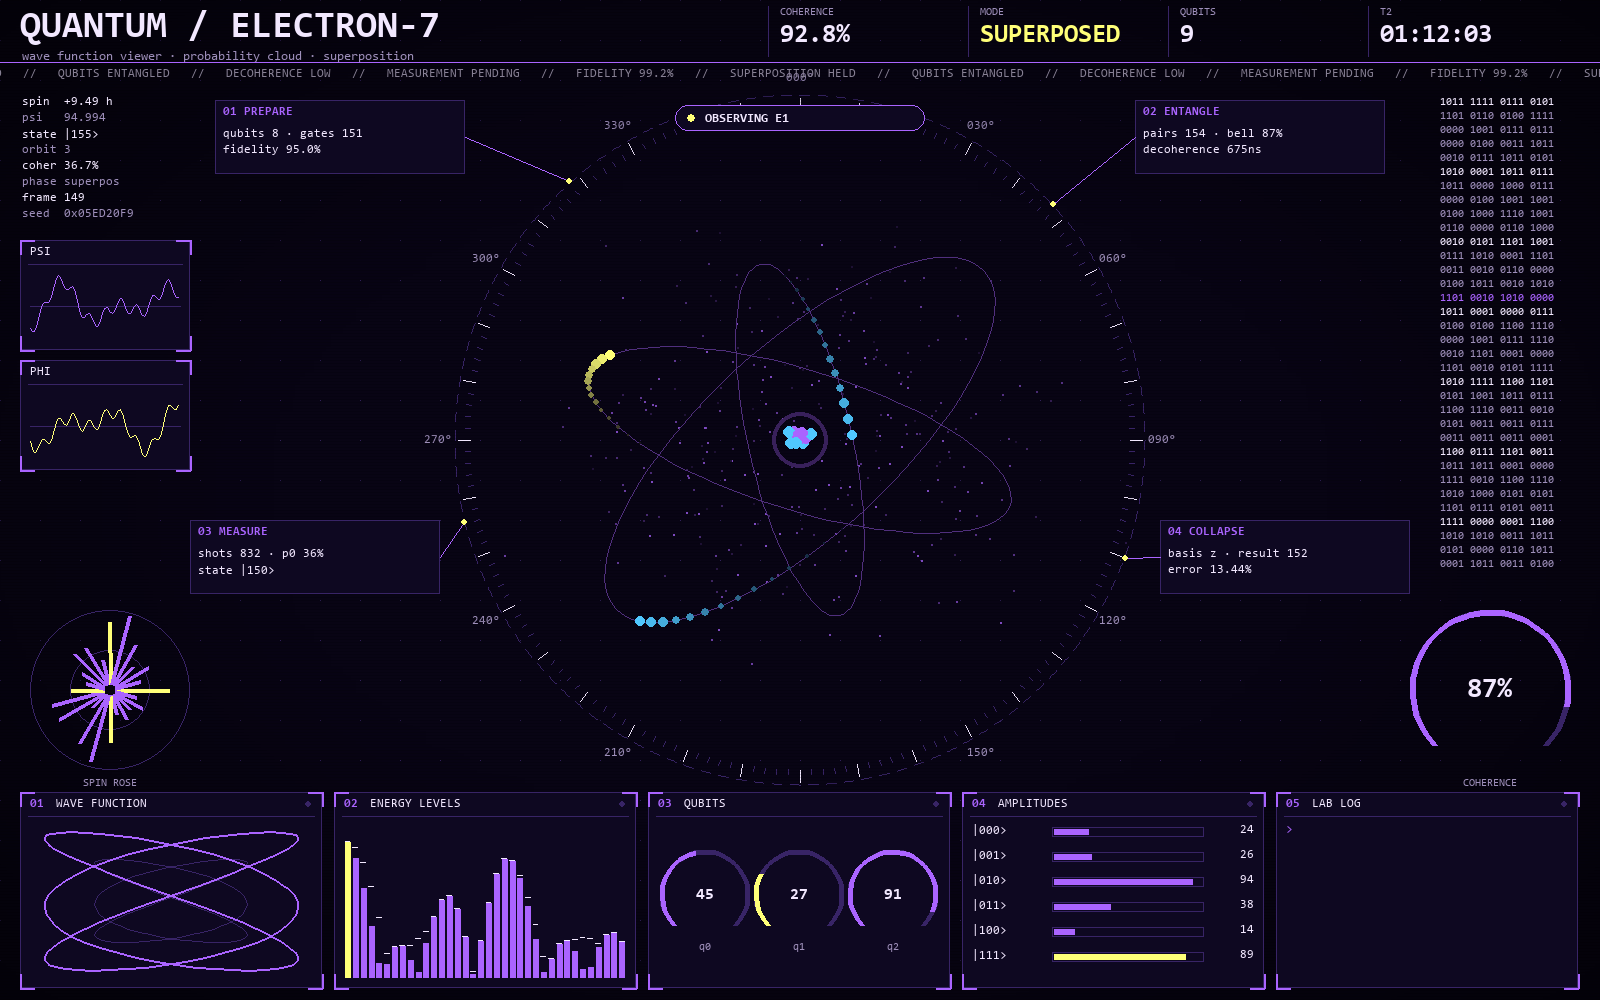 QUANTUM / ELECTRON-7
wave function viewer · probability cloud · superposition
COHERENCE
92.8%
MODE
SUPERPOSED
QUBITS
9
T2
01:12:03
// QUBITS ENTANGLED // DECOHERENCE LOW // MEASUREMENT PENDING // FIDELITY 99.2% // SUPERPOSITION HELD // QUBITS ENTANGLED // DECOHERENCE LOW // MEASUREMENT PENDING // FIDELITY 99.2% //
000°
spin +9.49 h
psi 94.994
state |155>
orbit 3
coher 36.7%
phase superpos
frame 149
seed 0x05ED20F9
PSI
PHI
01 PREPARE
qubits 8 · gates 151
fidelity 95.0%
OBSERVING E1
02 ENTANGLE
pairs 154 · bell 87%
decoherence 675ns
330°
030°
300°
060°
270°
090°
240°
120°
210°
150°
03 MEASURE
shots 832 · p0 36%
state |150>
04 COLLAPSE
basis z · result 152
error 13.44%
1011 1111 0111 0101
1101 0110 0100 1111
0000 1001 0111 0111
0000 0100 0011 1011
0010 0111 1011 0101
1010 0001 1011 0011
1011 0000 1000 0111
0000 0100 1001 1001
0100 1000 1110 1001
0110 0000 0110 1000
0010 0101 1101 1001
0111 1010 0001 1101
0011 0010 0110 0000
0100 1011 0010 1010
1101 0010 1010 0000
1011 0001 0000 0111
0100 0100 1100 1110
0000 1001 0011 1110
0010 1101 0001 0000
0111 0001 0001 1101
1010 1111 1100 1101
0101 1001 1011 0111
1100 1110 0011 0010
0101 0011 0011 0111
0011 0011 0011 0001
1100 0111 1101 0011
1011 1011 0001 0000
1111 0010 1100 1110
1010 1000 0101 0101
1101 0111 0101 0011
1111 0000 0001 1100
1010 1010 0011 1011
0101 0000 0110 1011
0001 1011 0011 0100
SPIN ROSE
87%
COHERENCE
01 WAVE FUNCTION
02 ENERGY LEVELS
03 QUBITS
45
27
91
q0
q1
q2
04 AMPLITUDES
|000> 24
|001> 26
|010> 94
|011> 38
|100> 14
|111> 89
05 LAB LOG
>